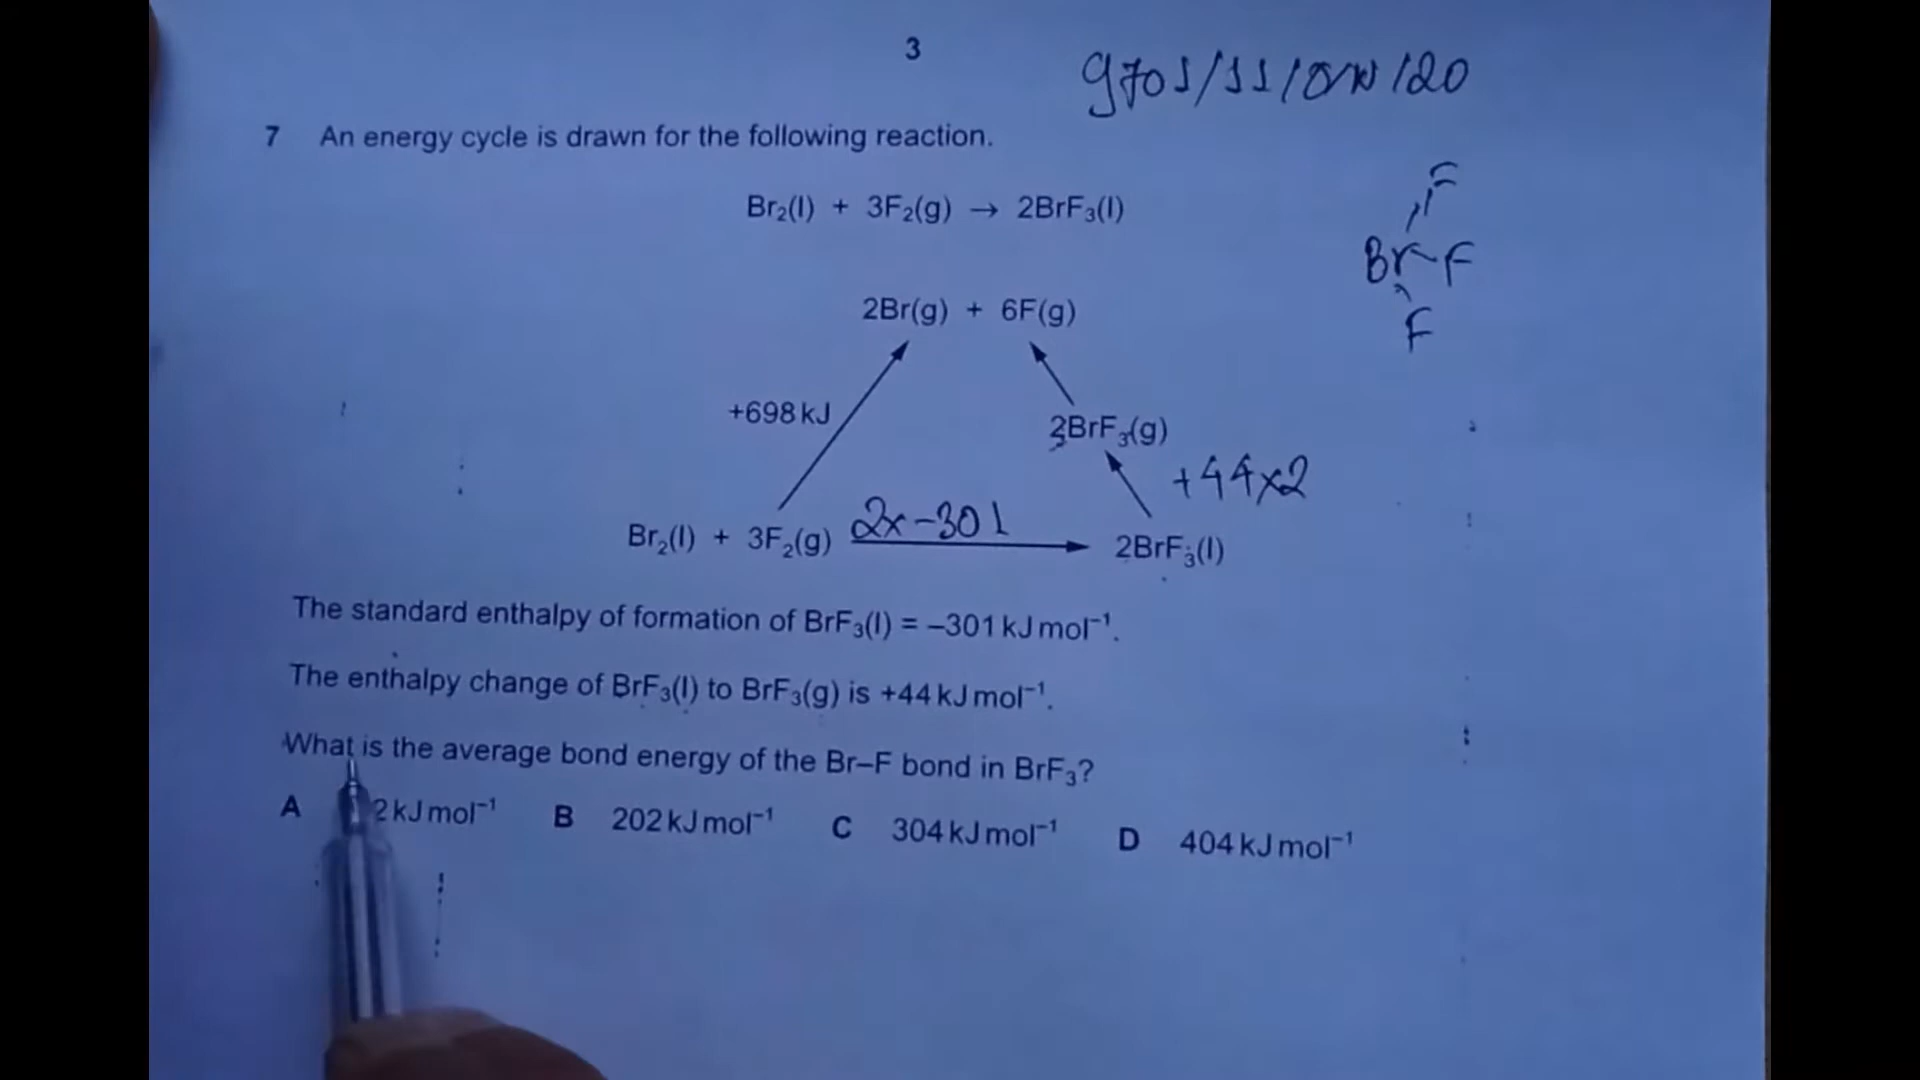 3
9701/11/ON/20
7 An energy cycle is drawn for the following reaction.
Br₂(l) + 3F₂(g) → 2BrF₃(l)
F
Br-F
F
2Br(g) + 6F(g)
+698 kJ
2BrF₃(g)
+44x2
2x-301
Br₂(l) + 3F₂(g)
2BrF₃(l)
The standard enthalpy of formation of BrF₃(l) = –301 kJ mol⁻¹.
The enthalpy change of BrF₃(l) to BrF₃(g) is +44 kJ mol⁻¹.
What is the average bond energy of the Br–F bond in BrF₃?
A 2 kJ mol⁻¹ B 202 kJ mol⁻¹ C 304 kJ mol⁻¹ D 404 kJ mol⁻¹